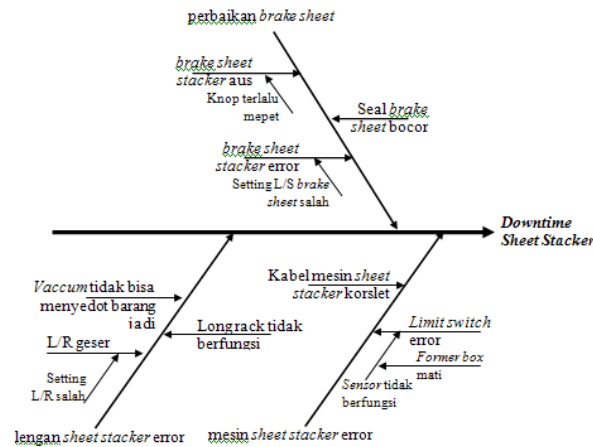 perbaikan brake sheet
brake sheet
stacker aus
Knop terlalu
mepet
Seal brake
sheet bocor
brake sheet
stacker error
Setting L/S brake
sheet salah
Downtime
Sheet Stacker
Vaccum tidak bisa
menyedot barang
jadi
Longrack tidak
berfungsi
L/R geser
Setting
L/R salah
lengan sheet stacker error
Kabel mesin sheet
stacker korslet
Limit switch
error
Former box
mati
Sensor tidak
berfungsi
mesin sheet stacker error